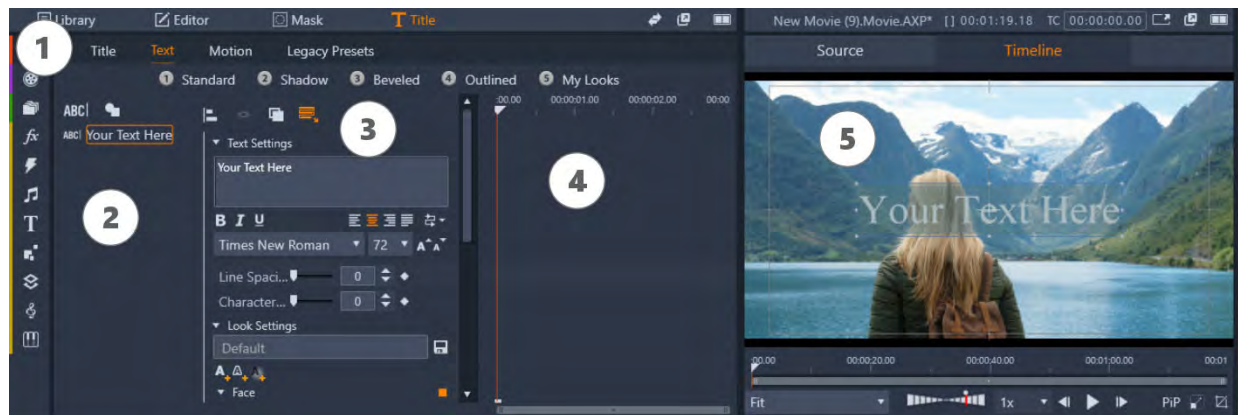 Library Editor Mask Title New Movie (9).Movie.AXP* [] 00:01:19.18 TC 00:00:00.00
1 Title Text Motion Legacy Presets Source Timeline
1 Standard 2 Shadow 3 Beveled 4 Outlined 5 My Looks
:00.00 00:00:01.00 00:00:02.00 00:00
ABC
fx ABC Your Text Here
3
Text Settings
Your Text Here
2
4
5
Your Text Here
T
B I U
Times New Roman 72 A A
Line Spaci... 0
Character... 0
Look Settings
Default
A A A
Face
:00.00 00:00:20.00 00:00:40.00 00:01:00.00 00:01
Fit 1x PiP